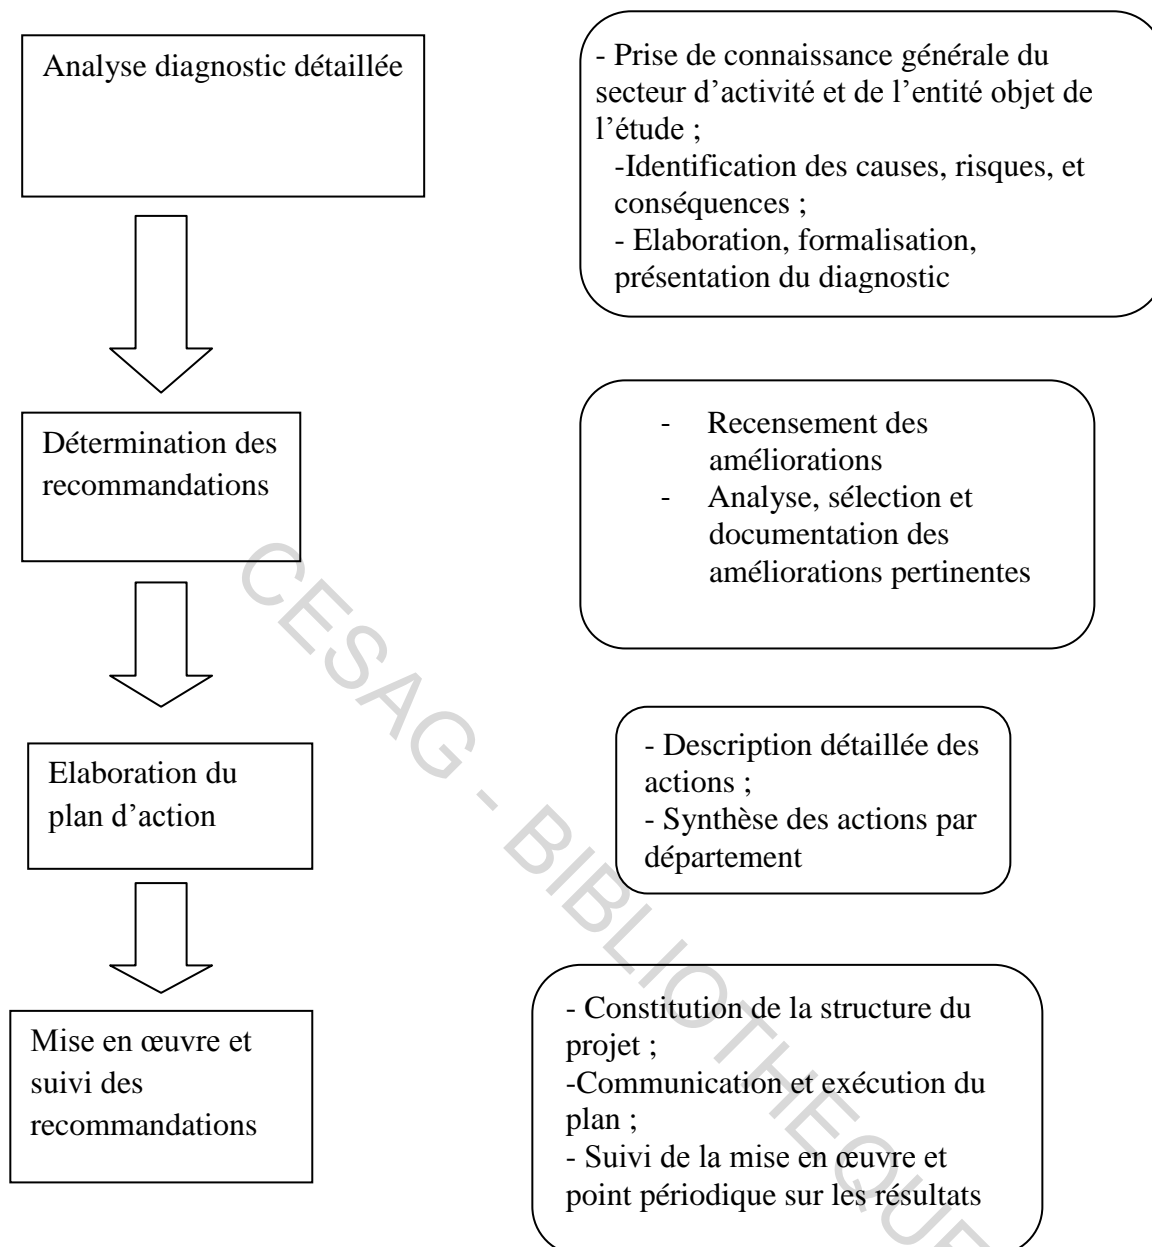 Analyse diagnostic détaillée
- Prise de connaissance générale du
secteur d’activité et de l’entité objet de
l’étude ;
-Identification des causes, risques, et
conséquences ;
- Elaboration, formalisation,
présentation du diagnostic
Détermination des
recommandations
- Recensement des
améliorations
- Analyse, sélection et
documentation des
améliorations pertinentes
Elaboration du
plan d’action
- Description détaillée des
actions ;
- Synthèse des actions par
département
Mise en œuvre et
suivi des
recommandations
- Constitution de la structure du
projet ;
-Communication et exécution du
plan ;
- Suivi de la mise en œuvre et
point périodique sur les résultats
CESAG - BIBLIOTHEQUE